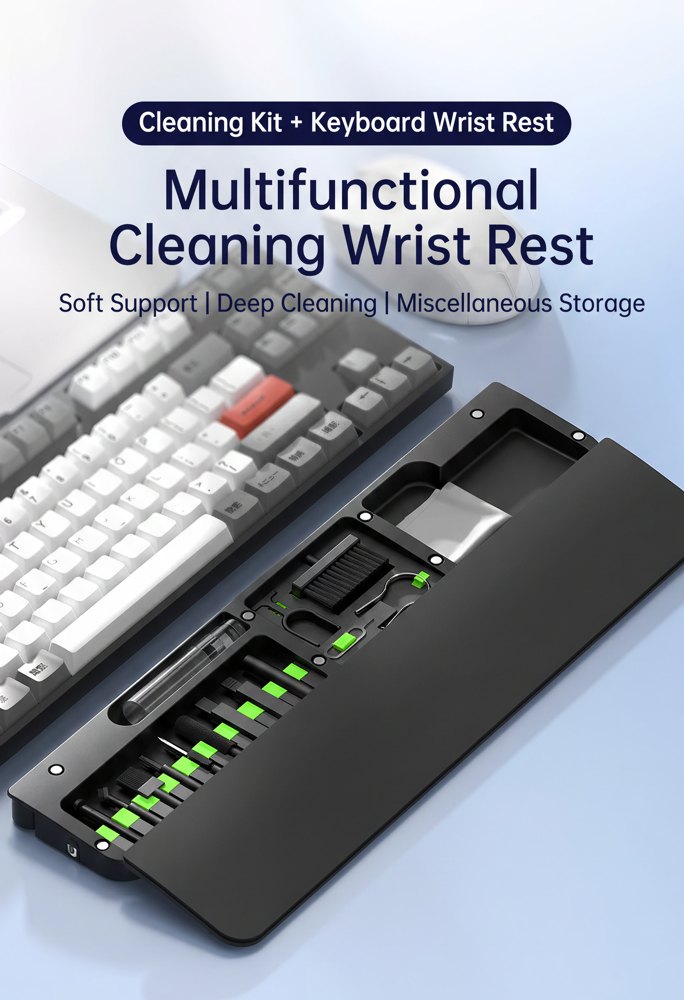 Cleaning Kit + Keyboard Wrist Rest
Multifunctional
Cleaning Wrist Rest
Soft Support | Deep Cleaning | Miscellaneous Storage